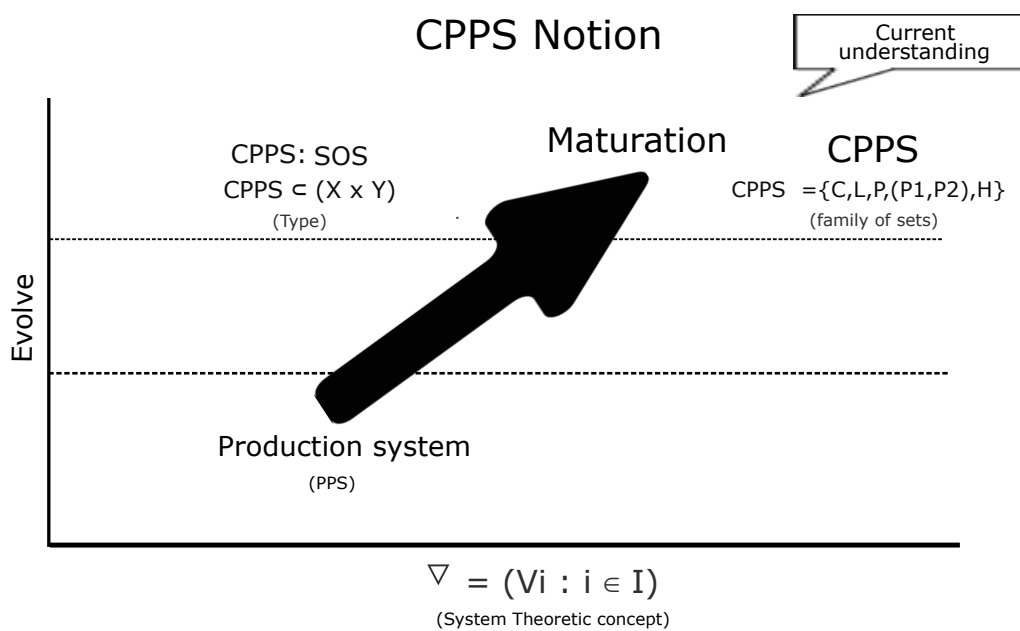 CPPS Notion
Current
understanding
Maturation
CPPS: SOS
CPPS ⊂ (X x Y)
(Type)
CPPS
CPPS ={C,L,P,(P1,P2),H}
(family of sets)
Evolve
Production system
(PPS)
▽ = (Vi : i ∈ I)
(System Theoretic concept)